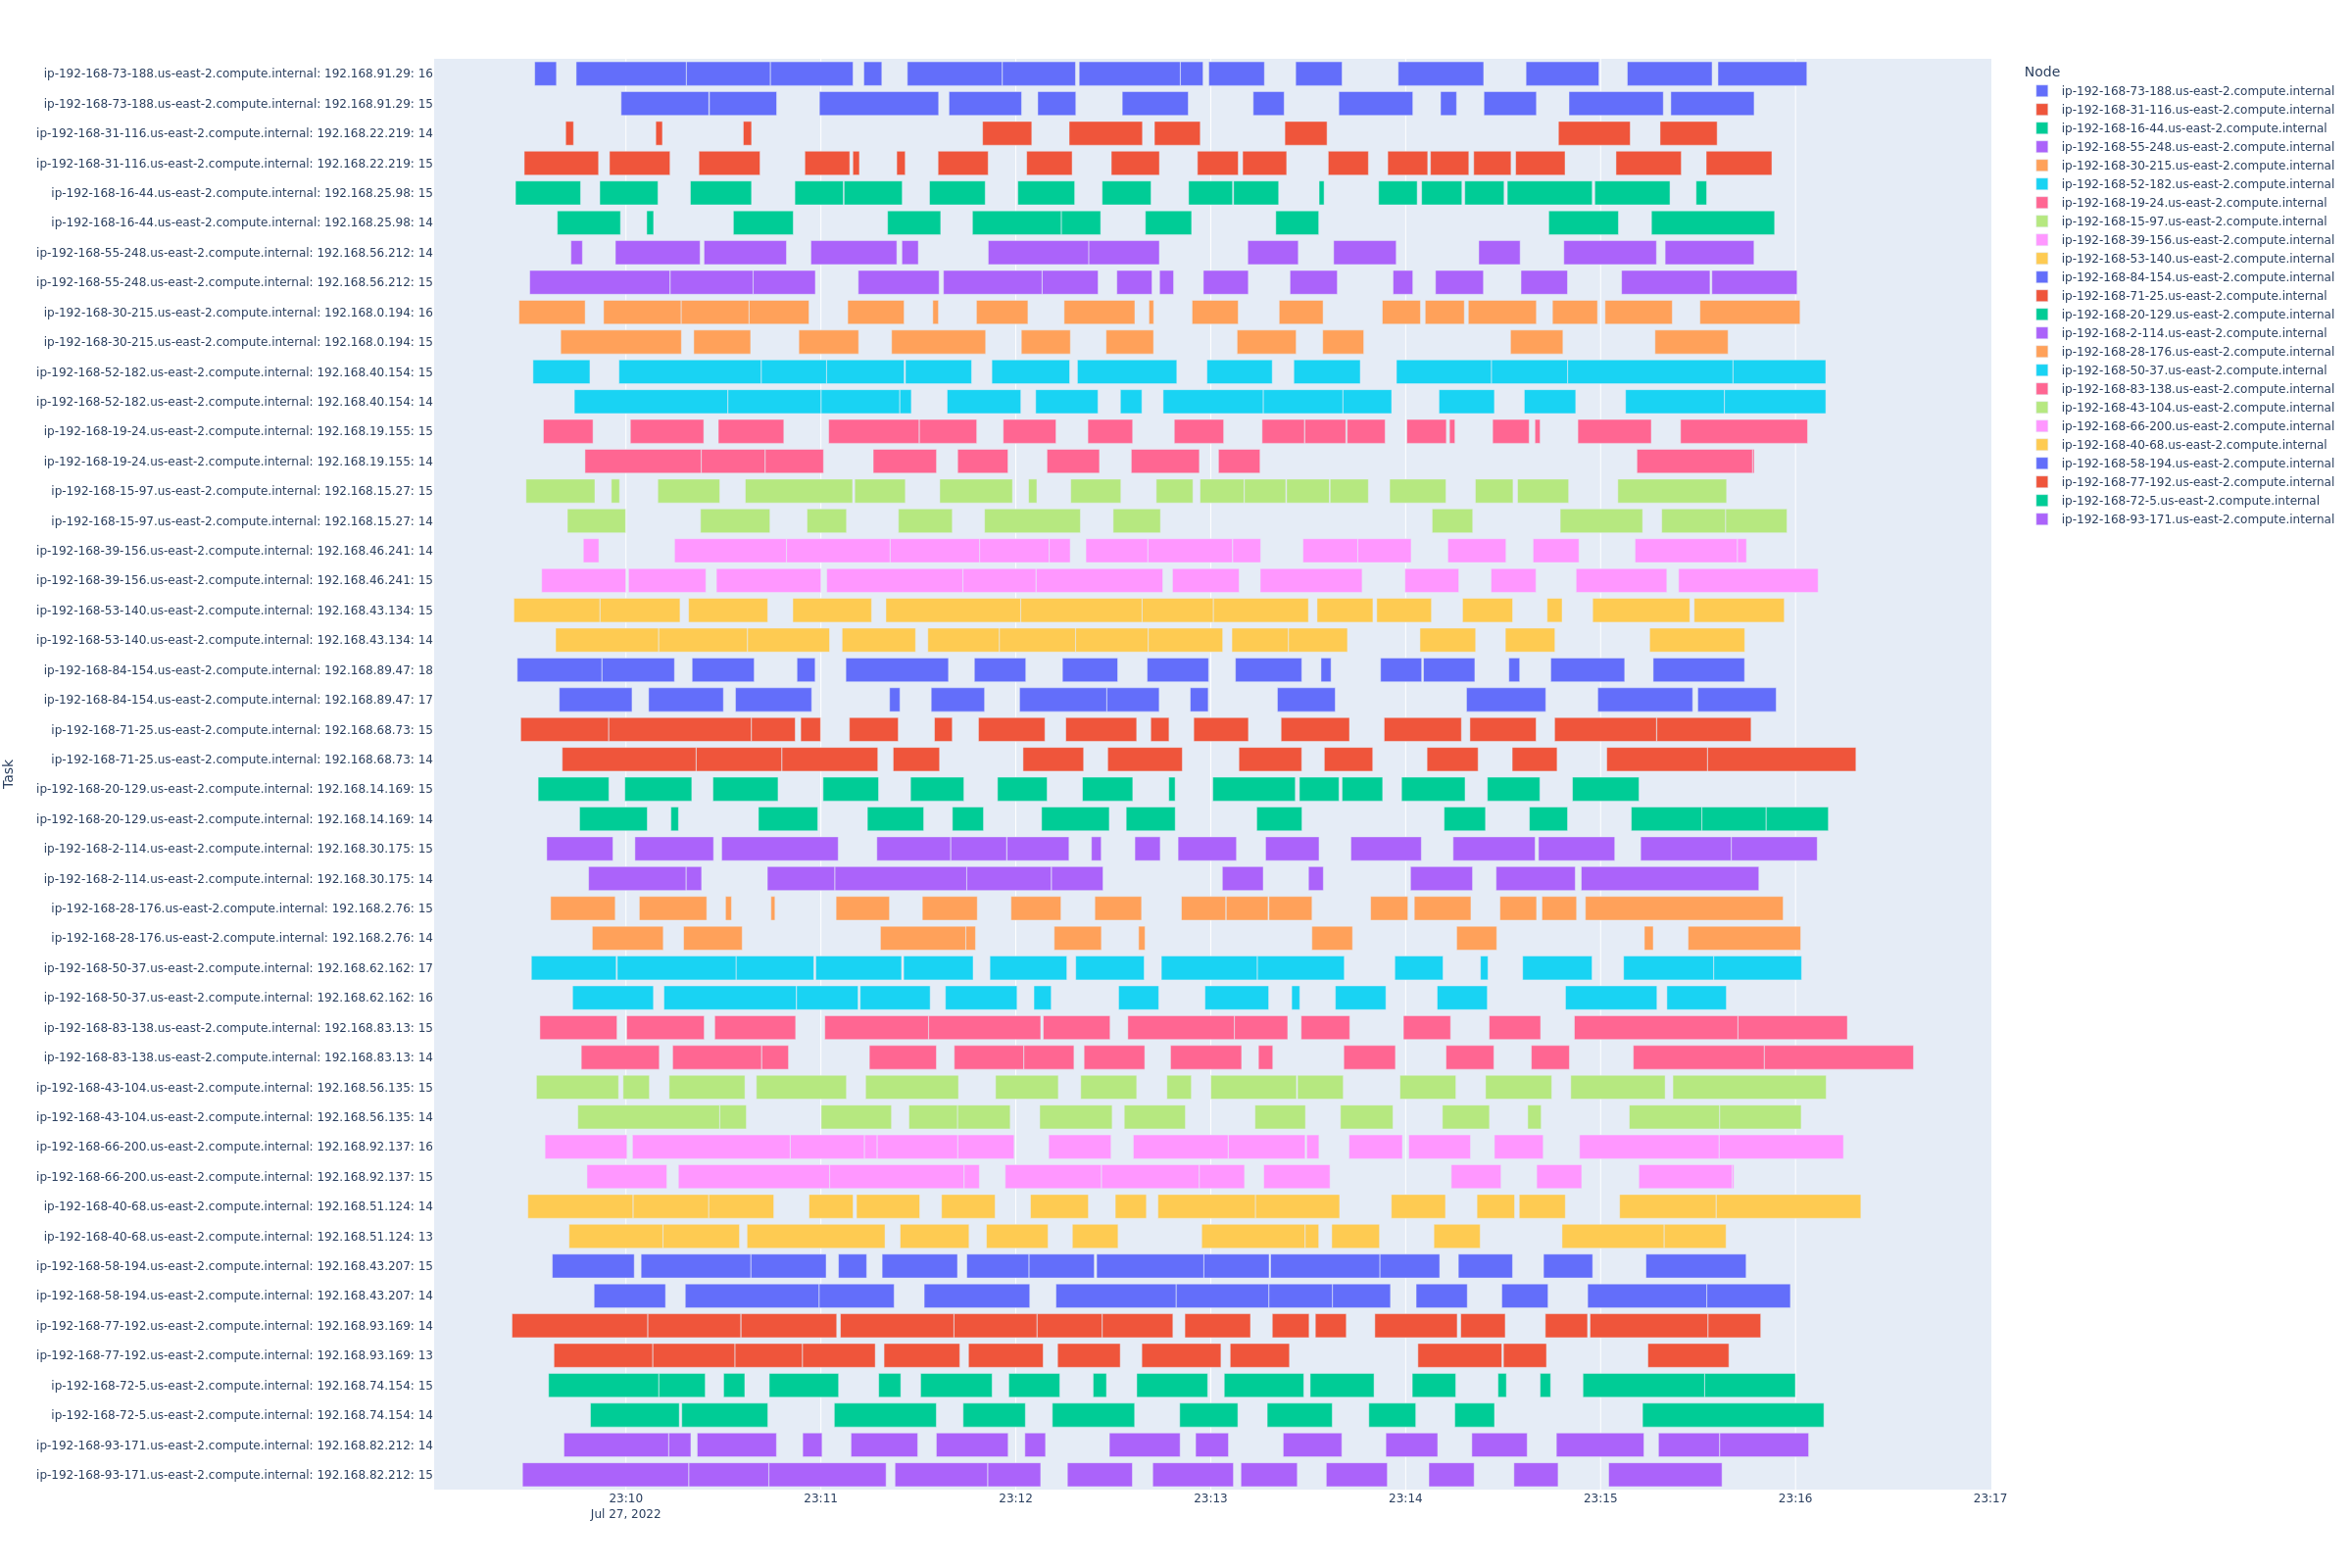 ip-192-168-73-188.us-east-2.compute.internal: 192.168.91.29: 16
ip-192-168-73-188.us-east-2.compute.internal: 192.168.91.29: 15
ip-192-168-31-116.us-east-2.compute.internal: 192.168.22.219: 14
ip-192-168-31-116.us-east-2.compute.internal: 192.168.22.219: 15
ip-192-168-16-44.us-east-2.compute.internal: 192.168.25.98: 15
ip-192-168-16-44.us-east-2.compute.internal: 192.168.25.98: 14
ip-192-168-55-248.us-east-2.compute.internal: 192.168.56.212: 14
ip-192-168-55-248.us-east-2.compute.internal: 192.168.56.212: 15
ip-192-168-30-215.us-east-2.compute.internal: 192.168.0.194: 16
ip-192-168-30-215.us-east-2.compute.internal: 192.168.0.194: 15
ip-192-168-52-182.us-east-2.compute.internal: 192.168.40.154: 15
ip-192-168-52-182.us-east-2.compute.internal: 192.168.40.154: 14
ip-192-168-19-24.us-east-2.compute.internal: 192.168.19.155: 15
ip-192-168-19-24.us-east-2.compute.internal: 192.168.19.155: 14
ip-192-168-15-97.us-east-2.compute.internal: 192.168.15.27: 15
ip-192-168-15-97.us-east-2.compute.internal: 192.168.15.27: 14
ip-192-168-39-156.us-east-2.compute.internal: 192.168.46.241: 14
ip-192-168-39-156.us-east-2.compute.internal: 192.168.46.241: 15
ip-192-168-53-140.us-east-2.compute.internal: 192.168.43.134: 15
ip-192-168-53-140.us-east-2.compute.internal: 192.168.43.134: 14
ip-192-168-84-154.us-east-2.compute.internal: 192.168.89.47: 18
ip-192-168-84-154.us-east-2.compute.internal: 192.168.89.47: 17
ip-192-168-71-25.us-east-2.compute.internal: 192.168.68.73: 15
ip-192-168-71-25.us-east-2.compute.internal: 192.168.68.73: 14
ip-192-168-20-129.us-east-2.compute.internal: 192.168.14.169: 15
ip-192-168-20-129.us-east-2.compute.internal: 192.168.14.169: 14
ip-192-168-2-114.us-east-2.compute.internal: 192.168.30.175: 15
ip-192-168-2-114.us-east-2.compute.internal: 192.168.30.175: 14
ip-192-168-28-176.us-east-2.compute.internal: 192.168.2.76: 15
ip-192-168-28-176.us-east-2.compute.internal: 192.168.2.76: 14
ip-192-168-50-37.us-east-2.compute.internal: 192.168.62.162: 17
ip-192-168-50-37.us-east-2.compute.internal: 192.168.62.162: 16
ip-192-168-83-138.us-east-2.compute.internal: 192.168.83.13: 15
ip-192-168-83-138.us-east-2.compute.internal: 192.168.83.13: 14
ip-192-168-43-104.us-east-2.compute.internal: 192.168.56.135: 15
ip-192-168-43-104.us-east-2.compute.internal: 192.168.56.135: 14
ip-192-168-66-200.us-east-2.compute.internal: 192.168.92.137: 16
ip-192-168-66-200.us-east-2.compute.internal: 192.168.92.137: 15
ip-192-168-40-68.us-east-2.compute.internal: 192.168.51.124: 14
ip-192-168-40-68.us-east-2.compute.internal: 192.168.51.124: 13
ip-192-168-58-194.us-east-2.compute.internal: 192.168.43.207: 15
ip-192-168-58-194.us-east-2.compute.internal: 192.168.43.207: 14
ip-192-168-77-192.us-east-2.compute.internal: 192.168.93.169: 14
ip-192-168-77-192.us-east-2.compute.internal: 192.168.93.169: 13
ip-192-168-72-5.us-east-2.compute.internal: 192.168.74.154: 15
ip-192-168-72-5.us-east-2.compute.internal: 192.168.74.154: 14
ip-192-168-93-171.us-east-2.compute.internal: 192.168.82.212: 14
ip-192-168-93-171.us-east-2.compute.internal: 192.168.82.212: 15
Task
23:10 23:11 23:12 23:13 23:14 23:15 23:16 23:17
Jul 27, 2022
Node
ip-192-168-73-188.us-east-2.compute.internal
ip-192-168-31-116.us-east-2.compute.internal
ip-192-168-16-44.us-east-2.compute.internal
ip-192-168-55-248.us-east-2.compute.internal
ip-192-168-30-215.us-east-2.compute.internal
ip-192-168-52-182.us-east-2.compute.internal
ip-192-168-19-24.us-east-2.compute.internal
ip-192-168-15-97.us-east-2.compute.internal
ip-192-168-39-156.us-east-2.compute.internal
ip-192-168-53-140.us-east-2.compute.internal
ip-192-168-84-154.us-east-2.compute.internal
ip-192-168-71-25.us-east-2.compute.internal
ip-192-168-20-129.us-east-2.compute.internal
ip-192-168-2-114.us-east-2.compute.internal
ip-192-168-28-176.us-east-2.compute.internal
ip-192-168-50-37.us-east-2.compute.internal
ip-192-168-83-138.us-east-2.compute.internal
ip-192-168-43-104.us-east-2.compute.internal
ip-192-168-66-200.us-east-2.compute.internal
ip-192-168-40-68.us-east-2.compute.internal
ip-192-168-58-194.us-east-2.compute.internal
ip-192-168-77-192.us-east-2.compute.internal
ip-192-168-72-5.us-east-2.compute.internal
ip-192-168-93-171.us-east-2.compute.internal